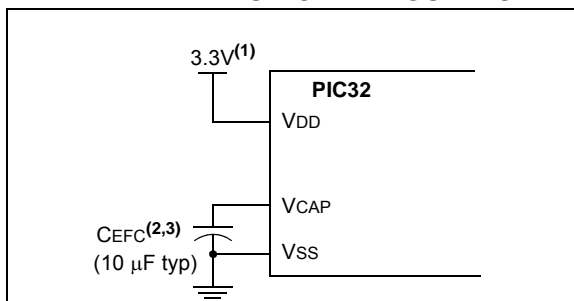 3.3V(1)
PIC32
VDD
VCAP
CEFC(2,3)
(10 μF typ)
VSS